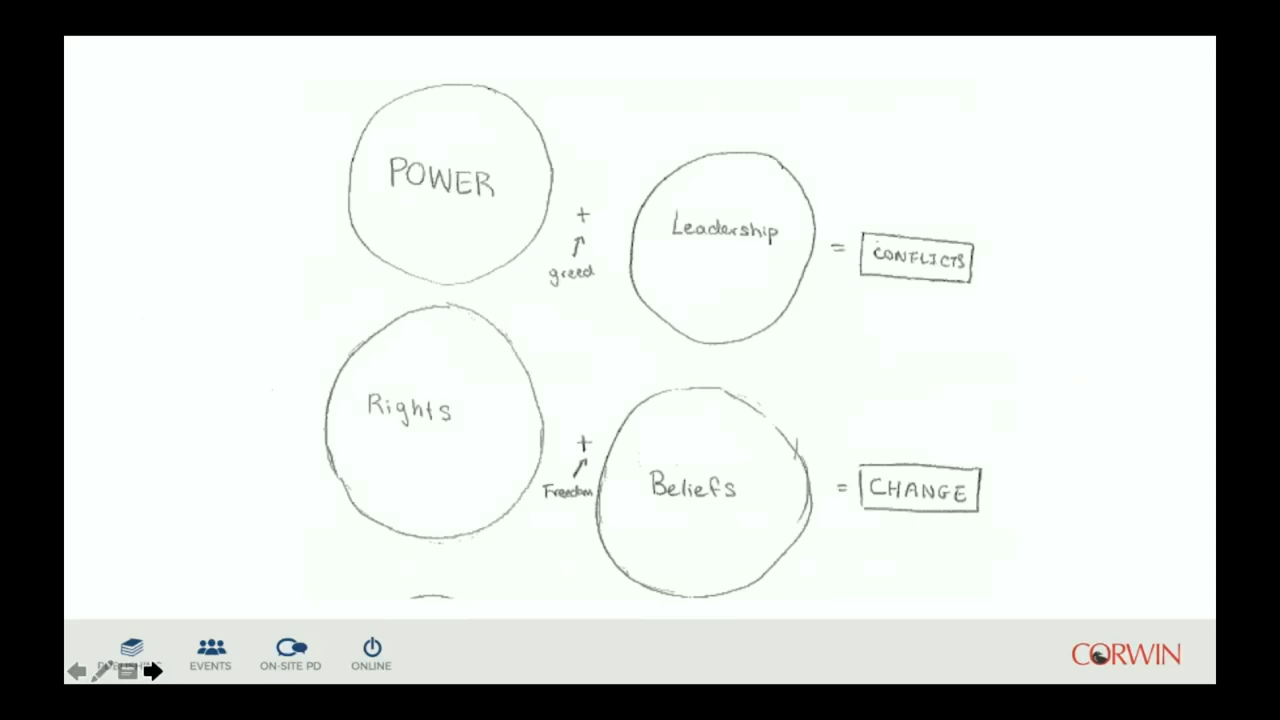 POWER
+
greed
Leadership
=
CONFLICTS
Rights
+
Freedom
Beliefs
=
CHANGE
EVENTS
ON-SITE PD
ONLINE
CORWIN